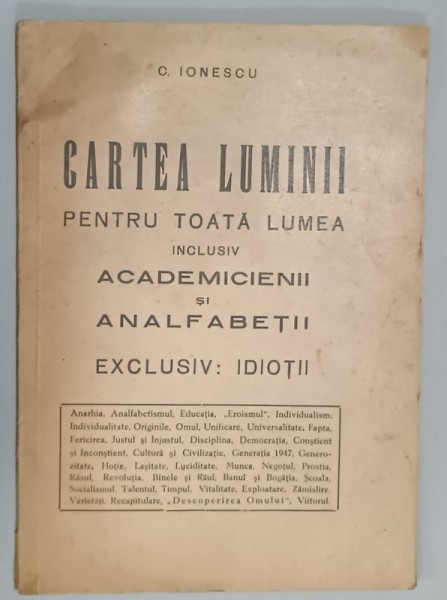 C. IONESCU
CARTEA LUMINII
PENTRU TOATĂ LUMEA
INCLUSIV
ACADEMICIENII
ȘI
ANALFABEȚII
EXCLUSIV: IDIOȚII
Anarhia, Analfabetismul, Educația, „Eroismul", Individualism,
Individualitate, Originile, Omul, Unificare, Universalitate, Fapta,
Fericirea, Justul și Injustul, Disciplina, Democrația, Conștient
și Inconștient, Cultură și Civilizație, Generația 1947, Genero-
zitate, Hoție, Lașitate, Luciditate, Munca, Negoțul, Prostia,
Râsul, Revoluția, Binele și Răul, Banul și Bogăția, Școala,
Socialismul, Talentul, Timpul, Vitalitate, Exploatare, Zămislire,
Varietăți, Recapitulare, „Descoperirea Omului", Viitorul.